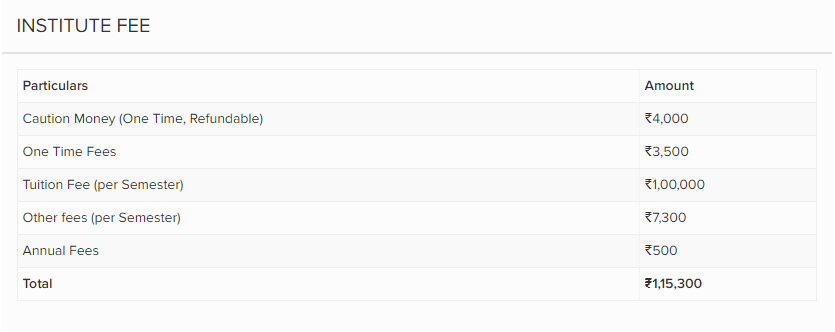 INSTITUTE FEE
Particulars Amount
Caution Money (One Time, Refundable) ₹4,000
One Time Fees ₹3,500
Tuition Fee (per Semester) ₹1,00,000
Other fees (per Semester) ₹7,300
Annual Fees ₹500
Total ₹1,15,300